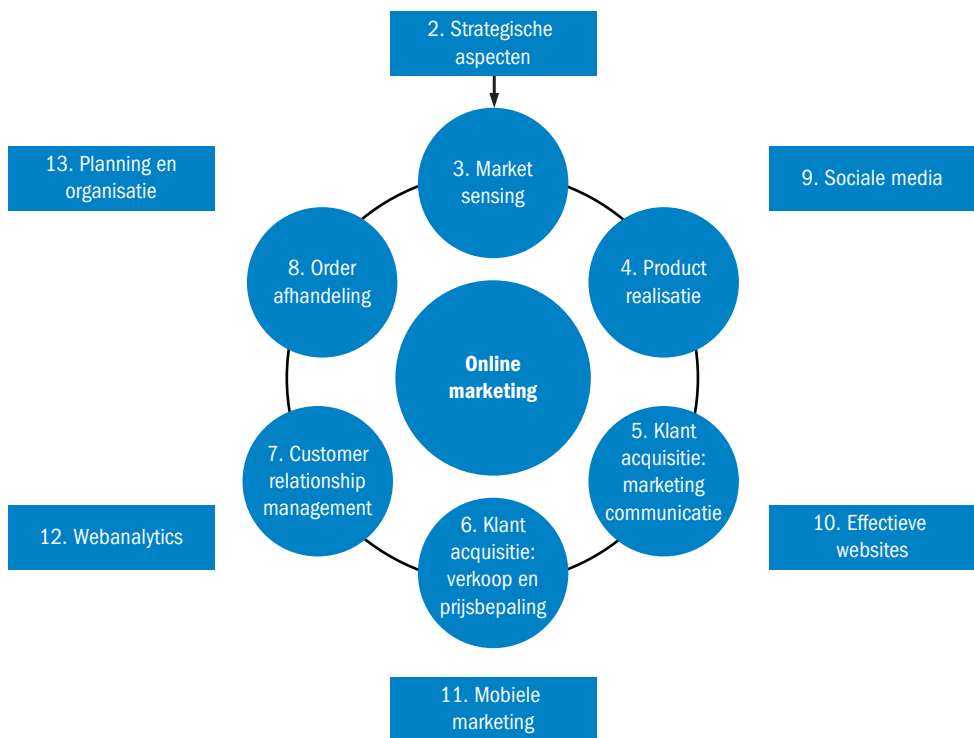 2. Strategische
aspecten
3. Market
sensing
13. Planning en
organisatie
9. Sociale media
8. Order
afhandeling
4. Product
realisatie
Online
marketing
5. Klant
acquisitie:
marketing
communicatie
7. Customer
relationship
management
6. Klant
acquisitie:
verkoop en
prijsbepaling
12. Webanalytics
10. Effectieve
websites
11. Mobiele
marketing